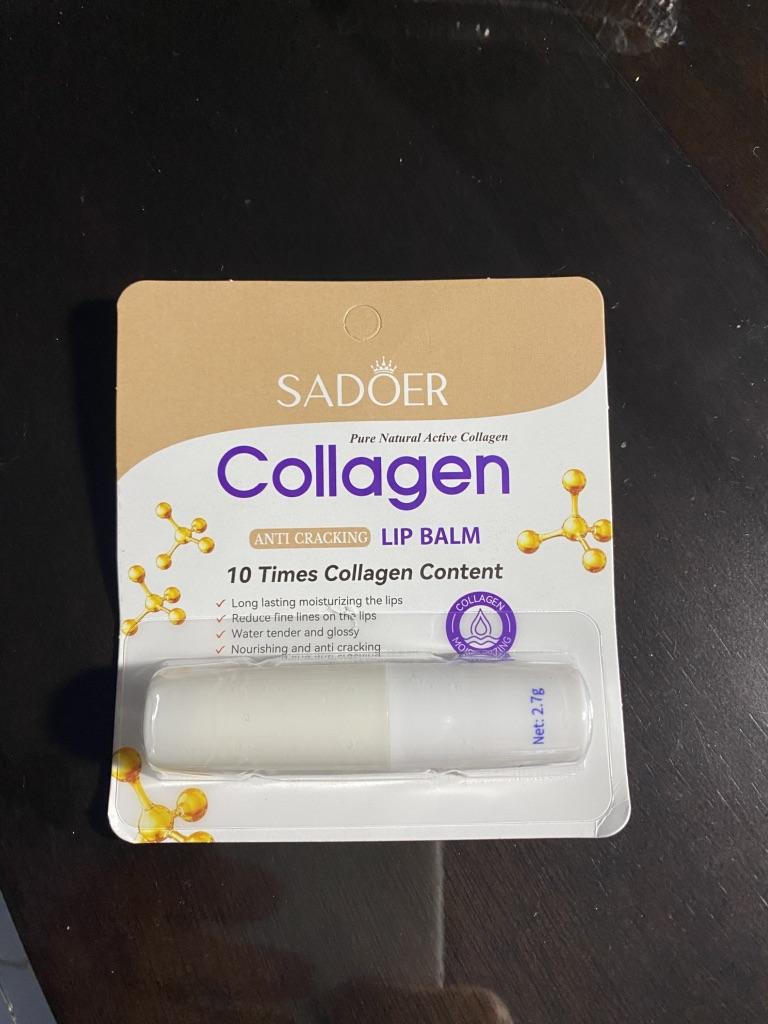 SADOER
Pure Natural Active Collagen
Collagen
ANTI CRACKING LIP BALM
10 Times Collagen Content
✓ Long lasting moisturizing the lips
✓ Reduce fine lines on the lips
✓ Water tender and glossy
✓ Nourishing and anti cracking
COLLAGEN
MOISTURIZING
Net: 2.7g